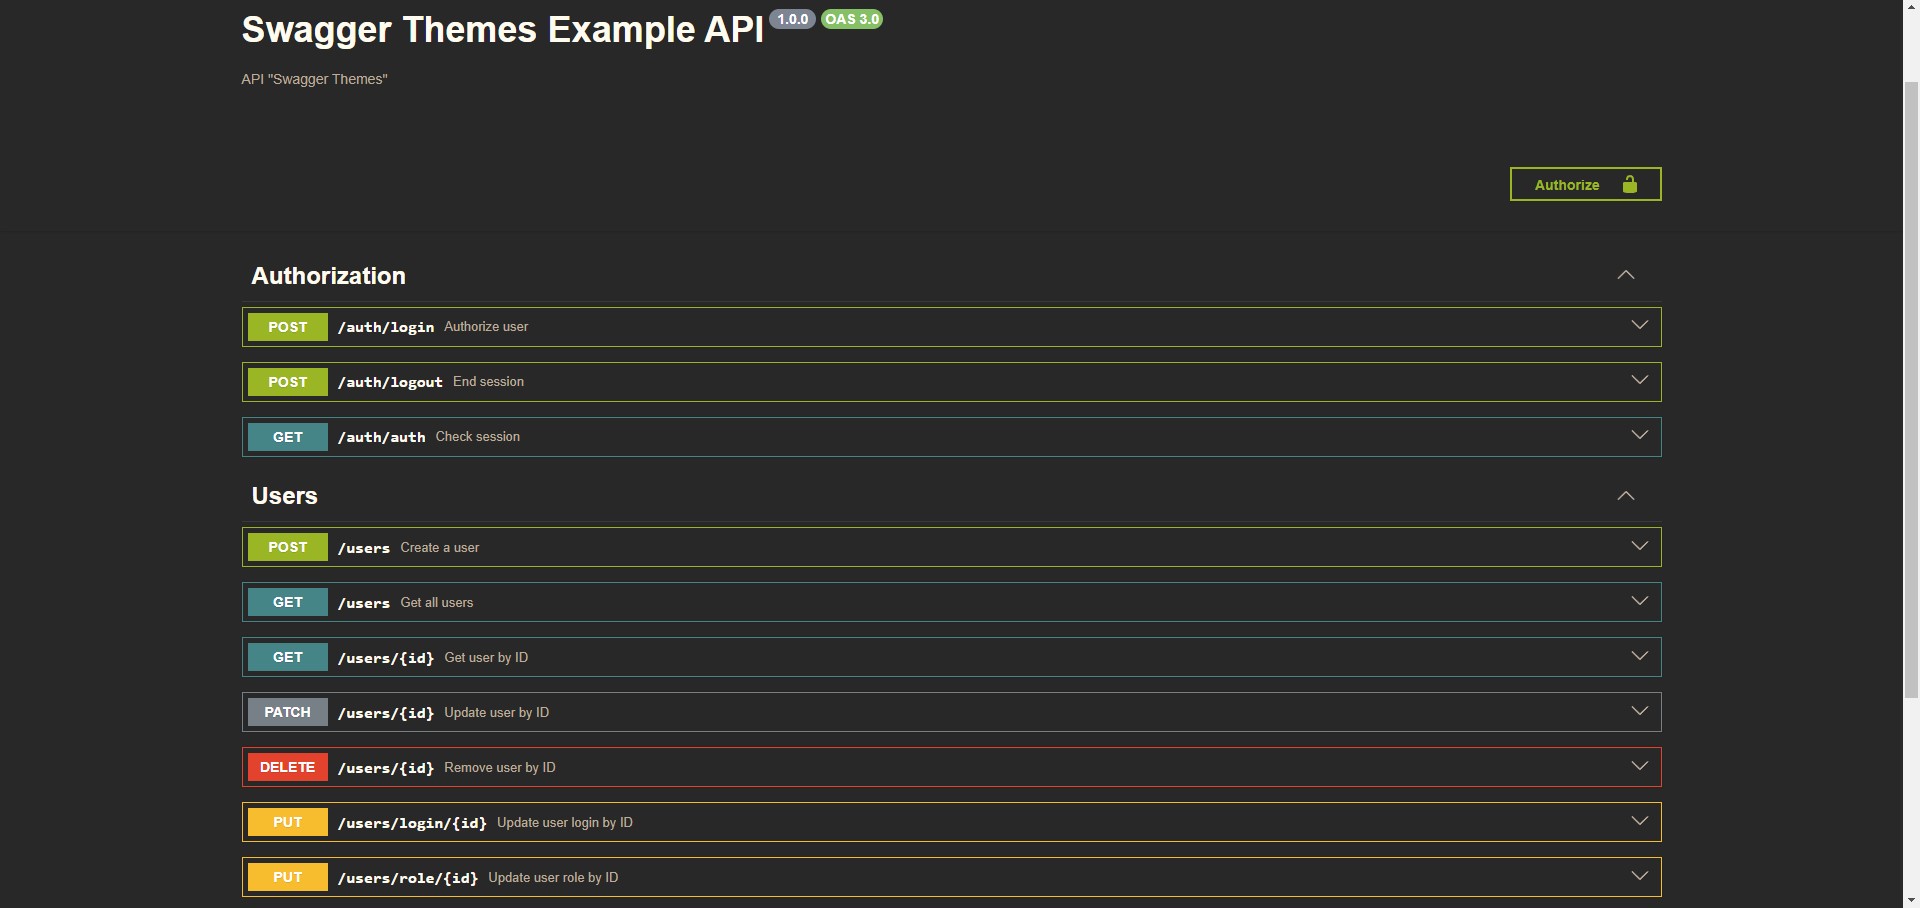 Swagger Themes Example API 1.0.0 OAS 3.0
API "Swagger Themes"
Authorize
Authorization
POST /auth/login Authorize user
POST /auth/logout End session
GET /auth/auth Check session
Users
POST /users Create a user
GET /users Get all users
GET /users/{id} Get user by ID
PATCH /users/{id} Update user by ID
DELETE /users/{id} Remove user by ID
PUT /users/login/{id} Update user login by ID
PUT /users/role/{id} Update user role by ID